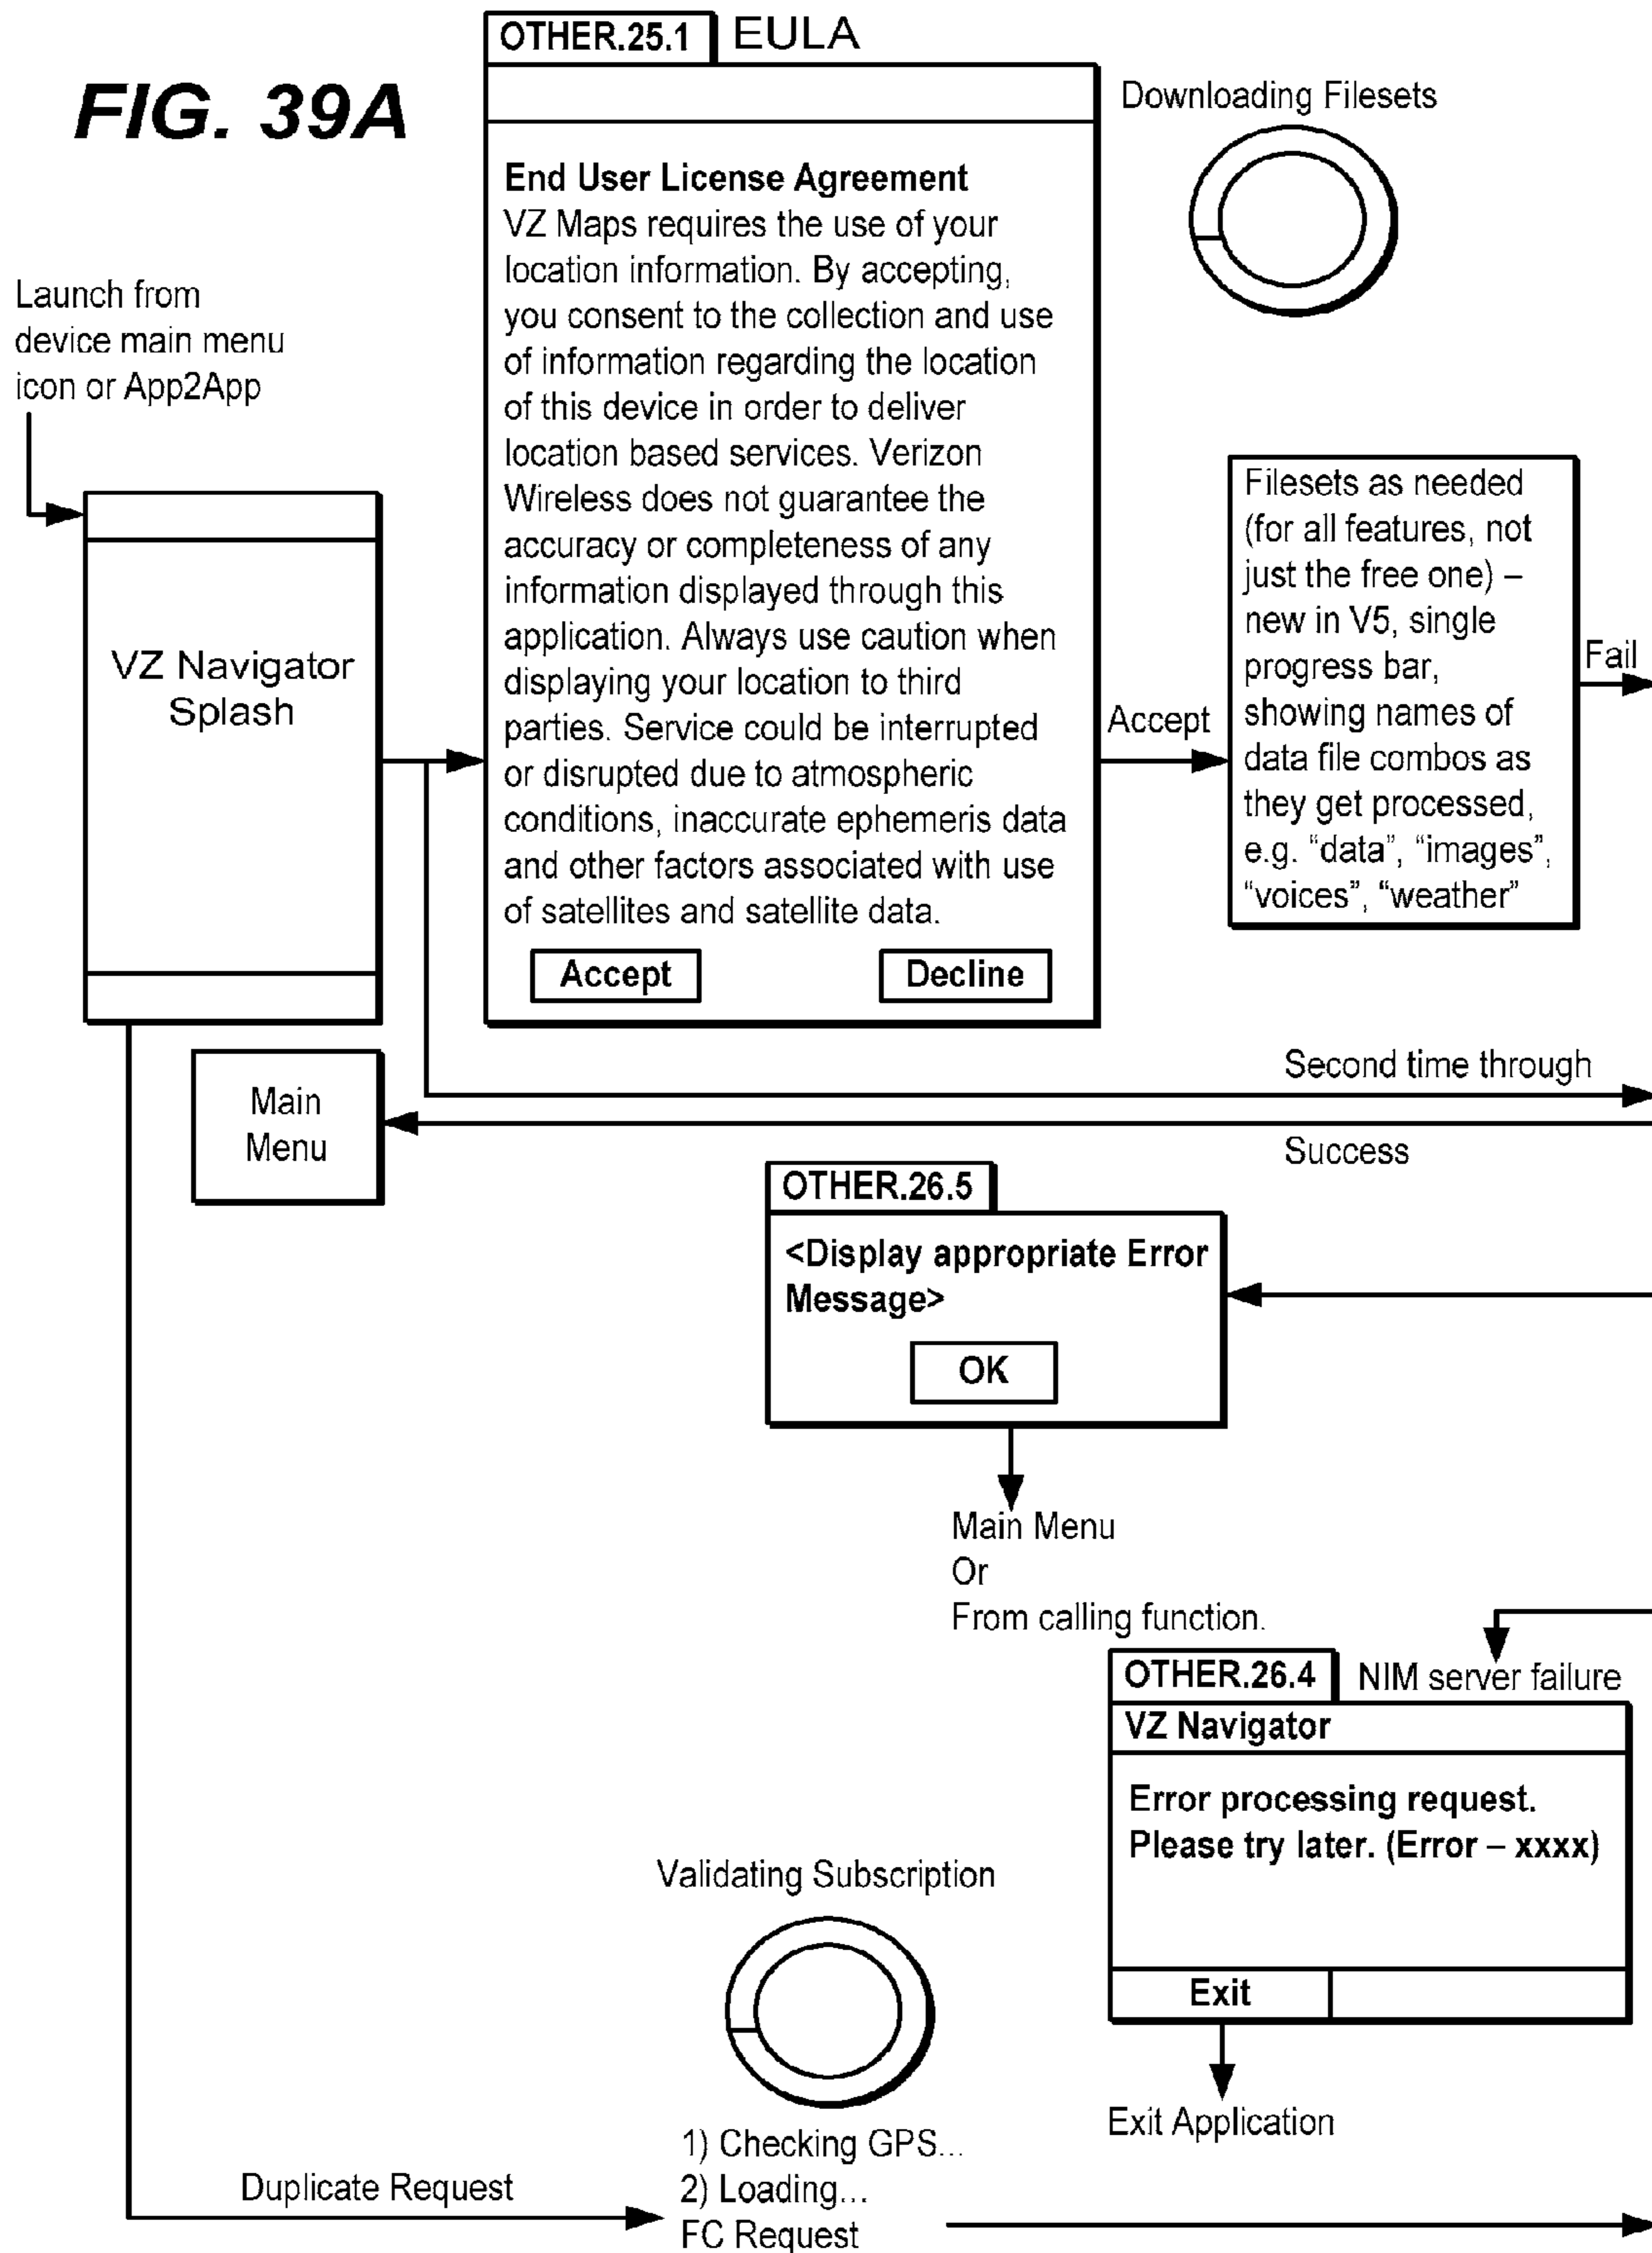 FIG. 39A
OTHER.25.1 EULA
End User License Agreement
VZ Maps requires the use of your
location information. By accepting,
you consent to the collection and use
of information regarding the location
of this device in order to deliver
location based services. Verizon
Wireless does not guarantee the
accuracy or completeness of any
information displayed through this
application. Always use caution when
displaying your location to third
parties. Service could be interrupted
or disrupted due to atmospheric
conditions, inaccurate ephemeris data
and other factors associated with use
of satellites and satellite data.
Accept Decline
Downloading Filesets
Launch from
device main menu
icon or App2App
VZ Navigator
Splash
Accept
Filesets as needed
(for all features, not
just the free one) –
new in V5, single
progress bar,
showing names of
data file combos as
they get processed,
e.g. “data”, “images”,
“voices”, “weather”
Fail
Second time through
Main
Menu
Success
OTHER.26.5
<Display appropriate Error
Message>
OK
Main Menu
Or
From calling function.
OTHER.26.4 NIM server failure
VZ Navigator
Error processing request.
Please try later. (Error – xxxx)
Exit
Exit Application
Validating Subscription
1) Checking GPS...
2) Loading...
FC Request
Duplicate Request